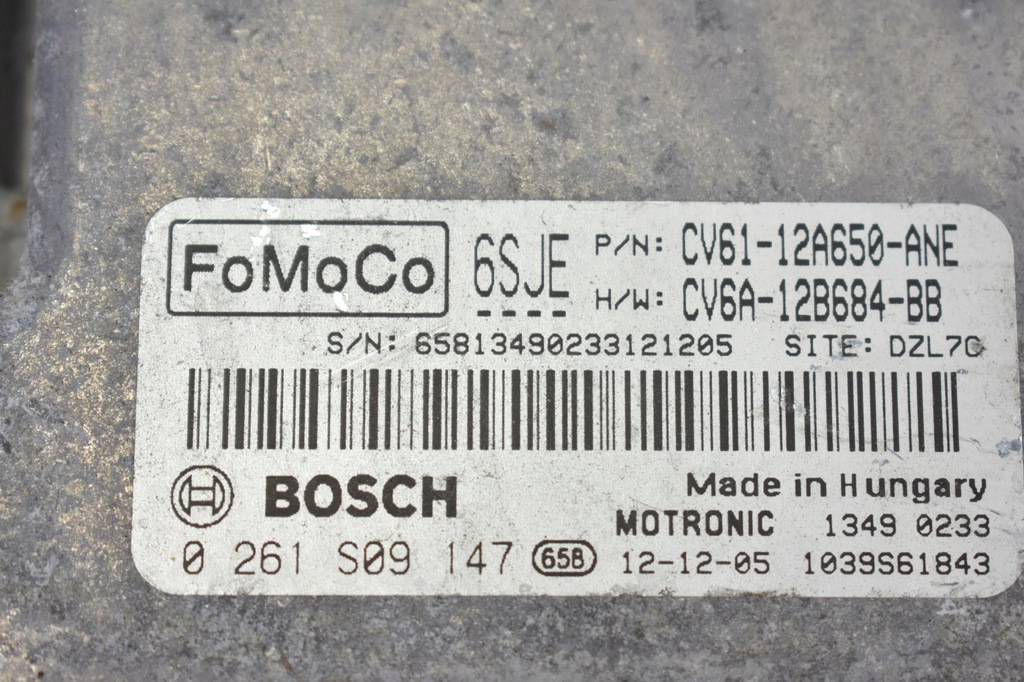 FoMoCo 6SJE P/N: CV61-12A650-ANE
H/W: CV6A-12B684-BB
S/N: 65813490233121205 SITE: DZL7C
BOSCH Made in Hungary
MOTRONIC 1349 0233
0 261 S09 147 658 12-12-05 1039S61843